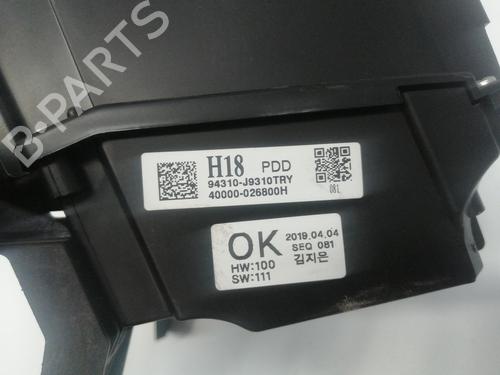 B-PARTS
H18 PDD
94310-J9310TRY
40000-026800H
081
OK
2019.04.04
SEQ 081
김지은
HW:100
SW:111